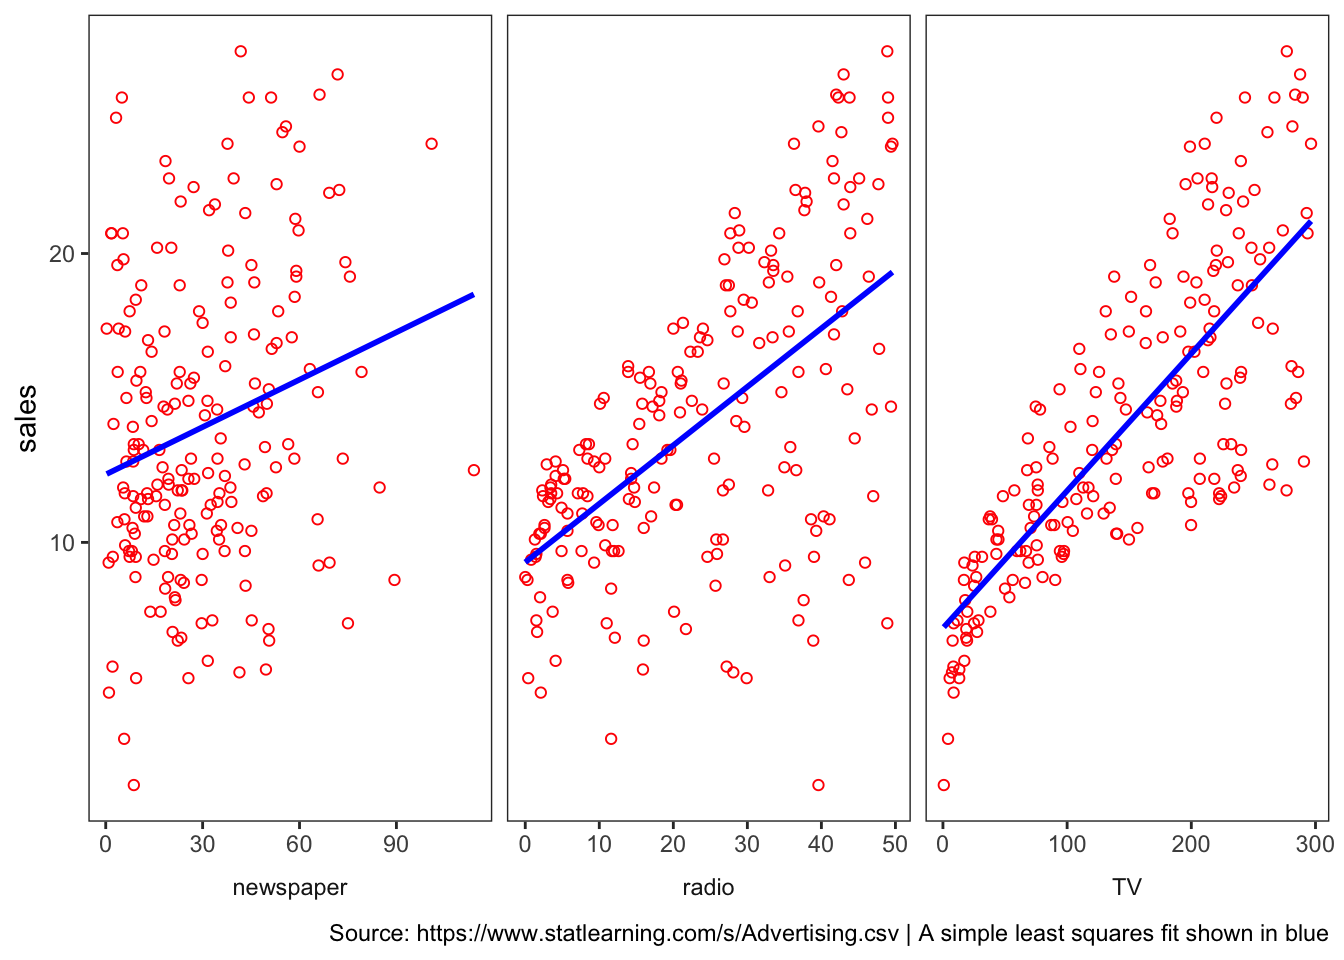 sales
20
10
0 30 60 90
0 10 20 30 40 50
0 100 200 300
newspaper radio TV
Source: https://www.statlearning.com/s/Advertising.csv | A simple least squares fit shown in blue